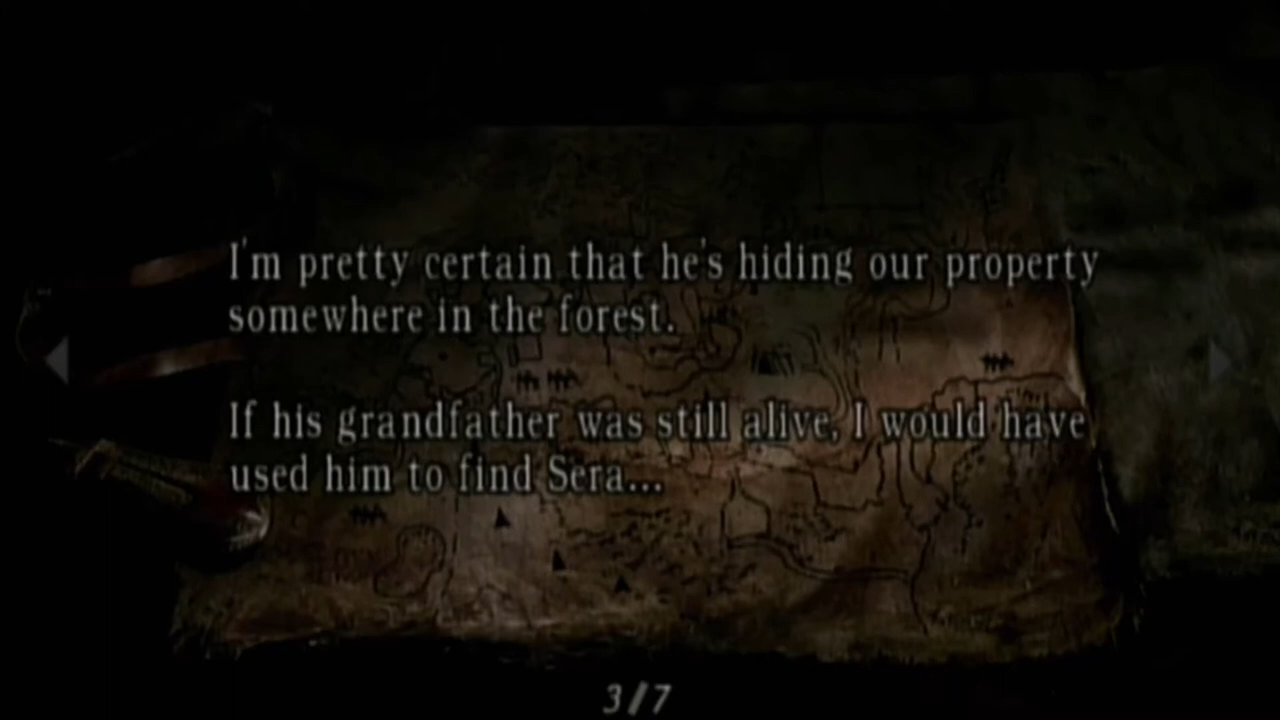 I'm pretty certain that he's hiding our property
somewhere in the forest.
If his grandfather was still alive, I would have
used him to find Sera...
3/7